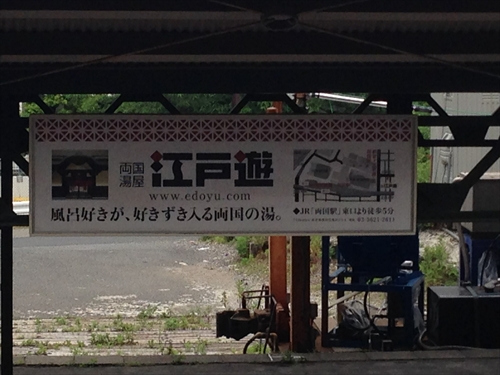 両国
湯屋
江戸遊
www.edoyu.com
風呂好きが、好きずき入る両国の湯。
◆JR「両国駅」東口より徒歩5分